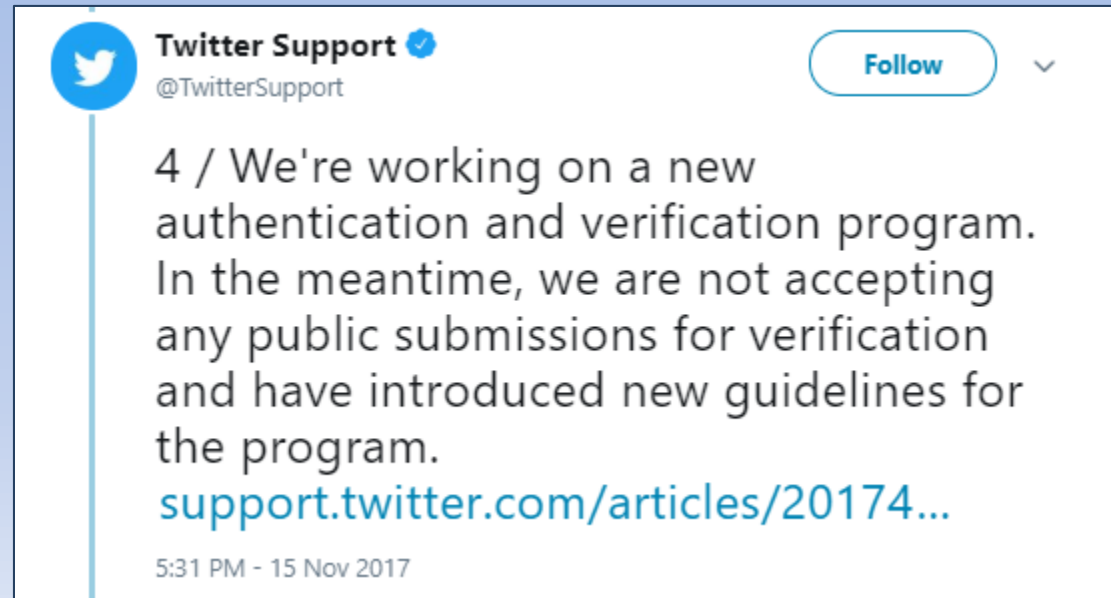 Twitter Support
@TwitterSupport
Follow
4 / We're working on a new
authentication and verification program.
In the meantime, we are not accepting
any public submissions for verification
and have introduced new guidelines for
the program.
support.twitter.com/articles/20174...
5:31 PM - 15 Nov 2017